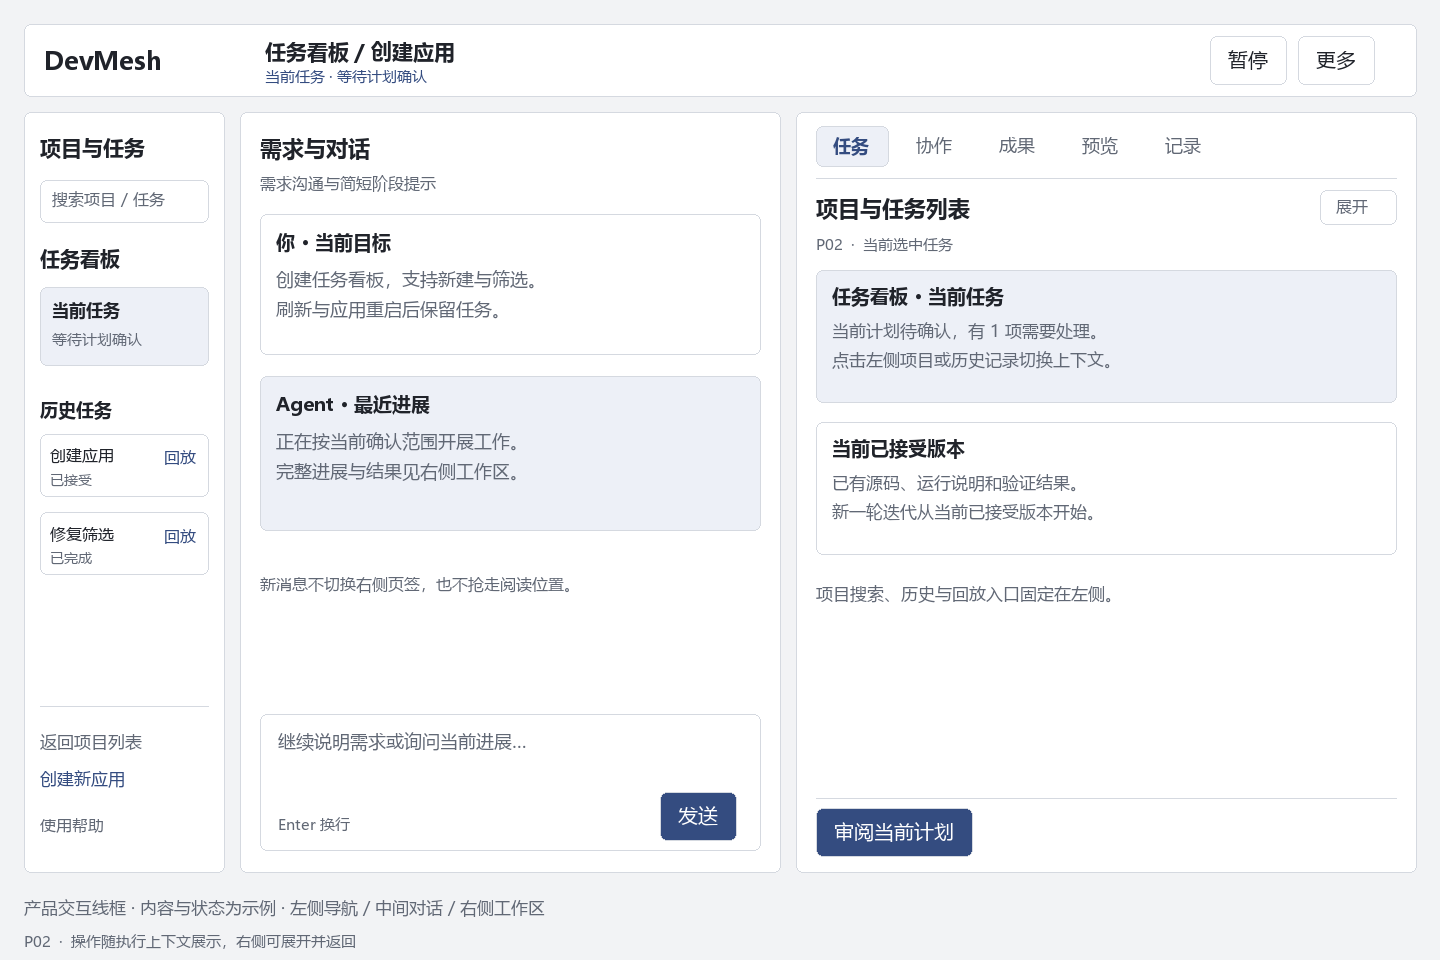 DevMesh
任务看板 / 创建应用
当前任务 · 等待计划确认
暂停
更多
项目与任务
搜索项目 / 任务
任务看板
当前任务
等待计划确认
历史任务
创建应用
回放
已接受
修复筛选
回放
已完成
返回项目列表
创建新应用
使用帮助
需求与对话
需求沟通与简短阶段提示
你 · 当前目标
创建任务看板，支持新建与筛选。
刷新与应用重启后保留任务。
Agent · 最近进展
正在按当前确认范围开展工作。
完整进展与结果见右侧工作区。
新消息不切换右侧页签，也不抢走阅读位置。
继续说明需求或询问当前进展...
Enter 换行
发送
任务
协作
成果
预览
记录
项目与任务列表
展开
P02 · 当前选中任务
任务看板 · 当前任务
当前计划待确认，有 1 项需要处理。
点击左侧项目或历史记录切换上下文。
当前已接受版本
已有源码、运行说明和验证结果。
新一轮迭代从当前已接受版本开始。
项目搜索、历史与回放入口固定在左侧。
审阅当前计划
产品交互线框 · 内容与状态为示例 · 左侧导航 / 中间对话 / 右侧工作区
P02 · 操作随执行上下文展示，右侧可展开并返回